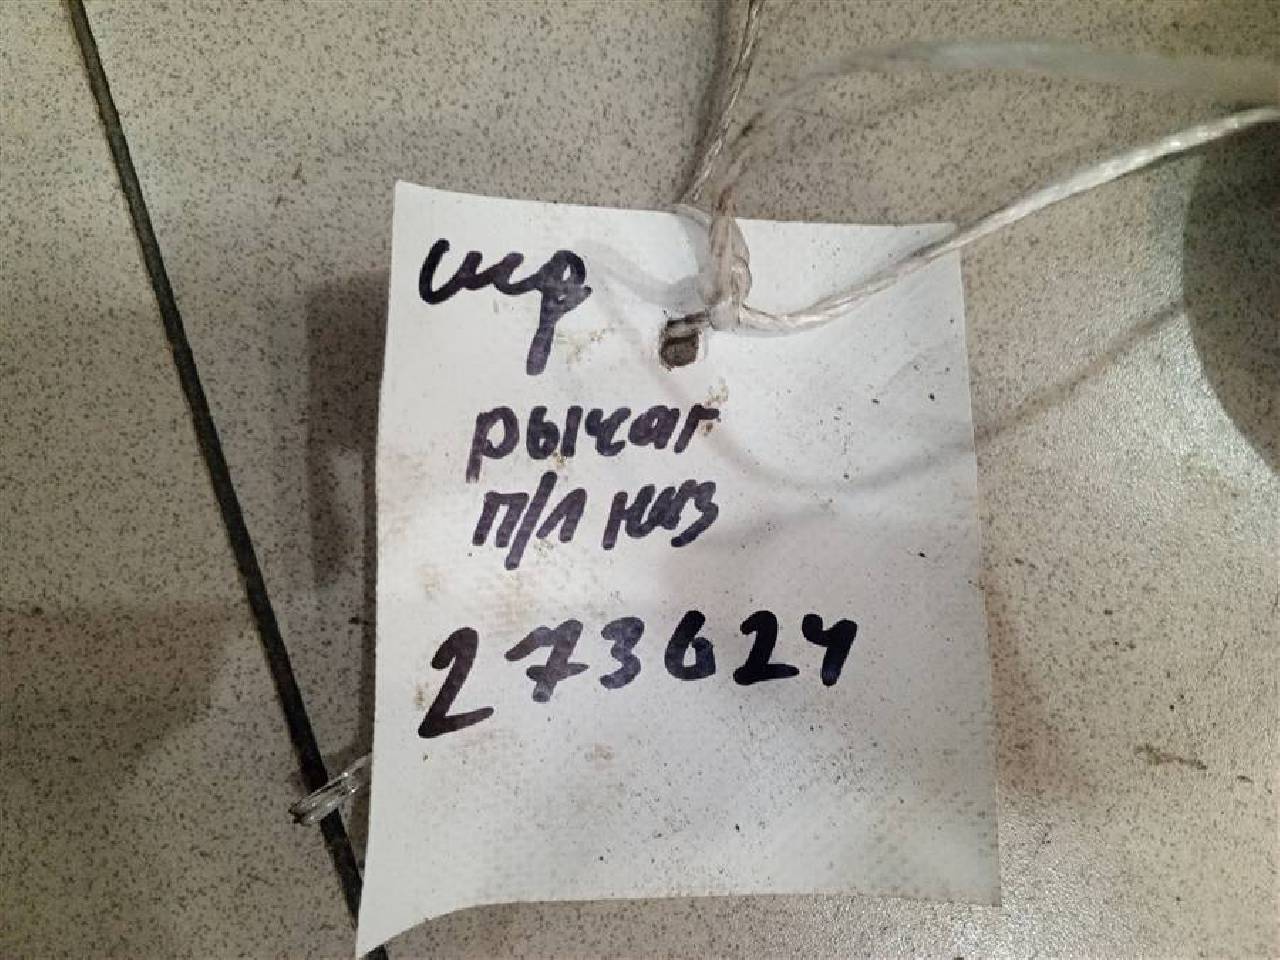 рычаг
п/л низ
273624